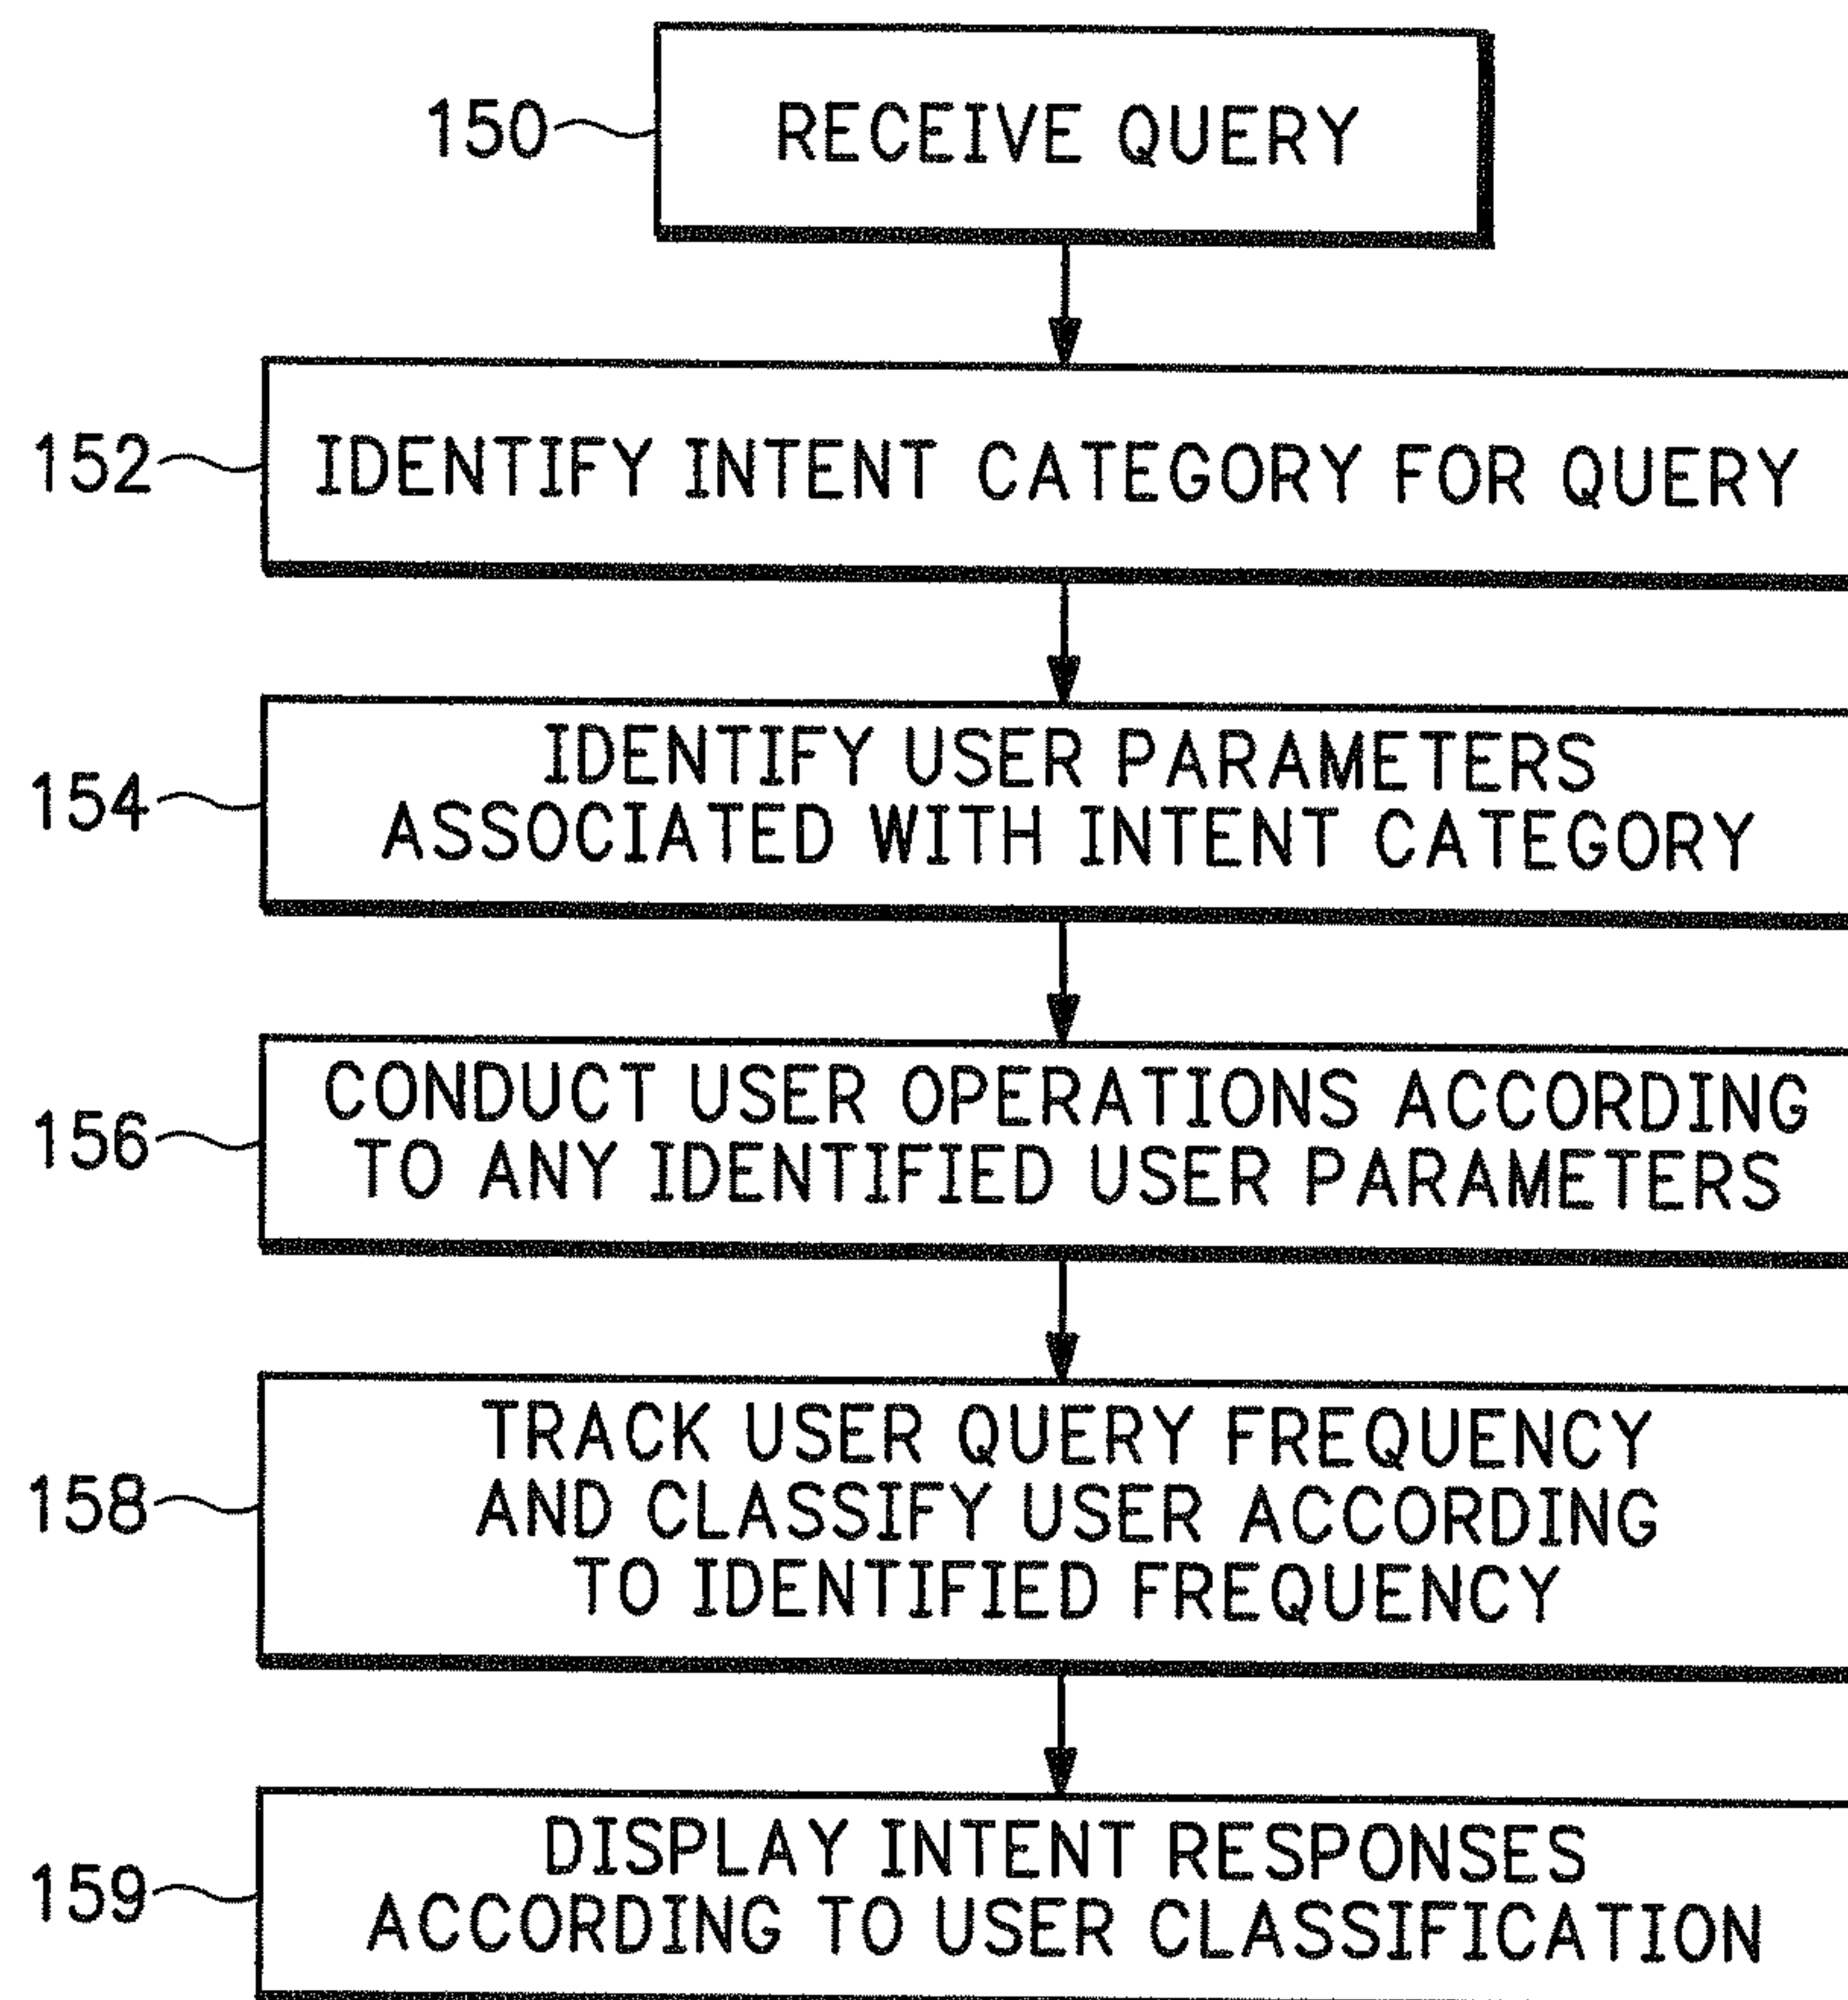 150 RECEIVE QUERY
152 IDENTIFY INTENT CATEGORY FOR QUERY
154 IDENTIFY USER PARAMETERS
ASSOCIATED WITH INTENT CATEGORY
156 CONDUCT USER OPERATIONS ACCORDING
TO ANY IDENTIFIED USER PARAMETERS
158 TRACK USER QUERY FREQUENCY
AND CLASSIFY USER ACCORDING
TO IDENTIFIED FREQUENCY
159 DISPLAY INTENT RESPONSES
ACCORDING TO USER CLASSIFICATION